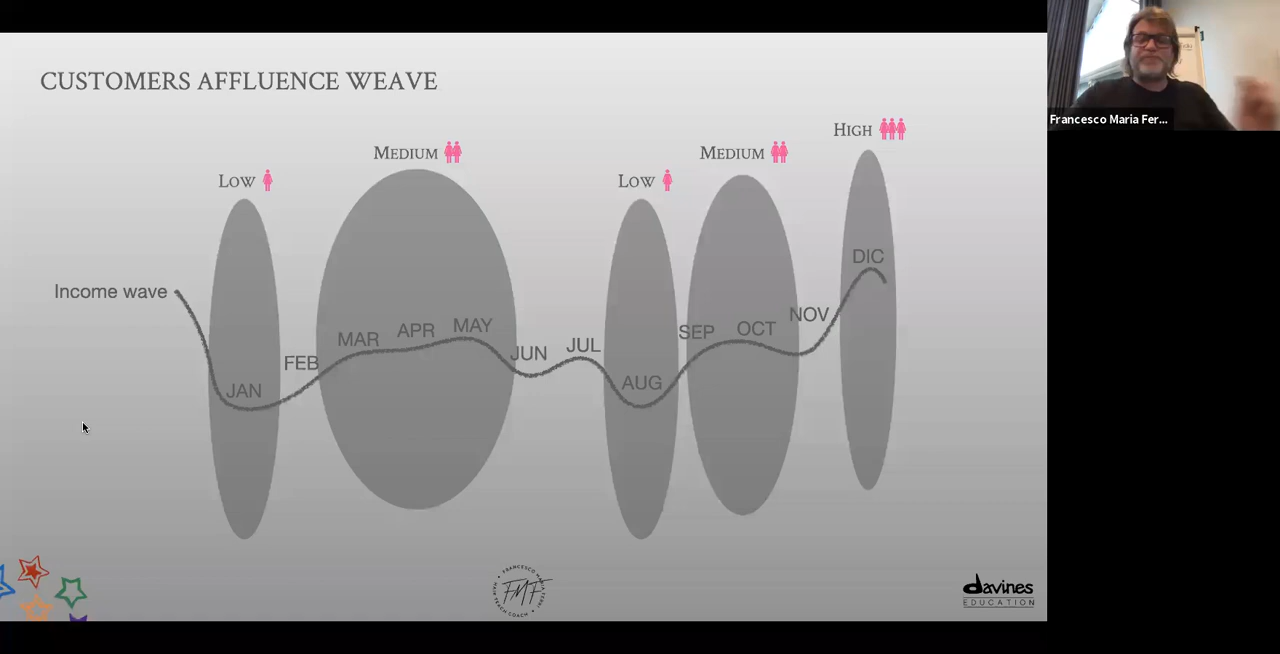 CUSTOMERS AFFLUENCE WEAVE
Low
Medium
Low
Medium
High
Income wave
JAN
FEB
MAR
APR
MAY
JUN
JUL
AUG
SEP
OCT
NOV
DIC
Francesco Maria Fer...
FMF
davines
EDUCATION